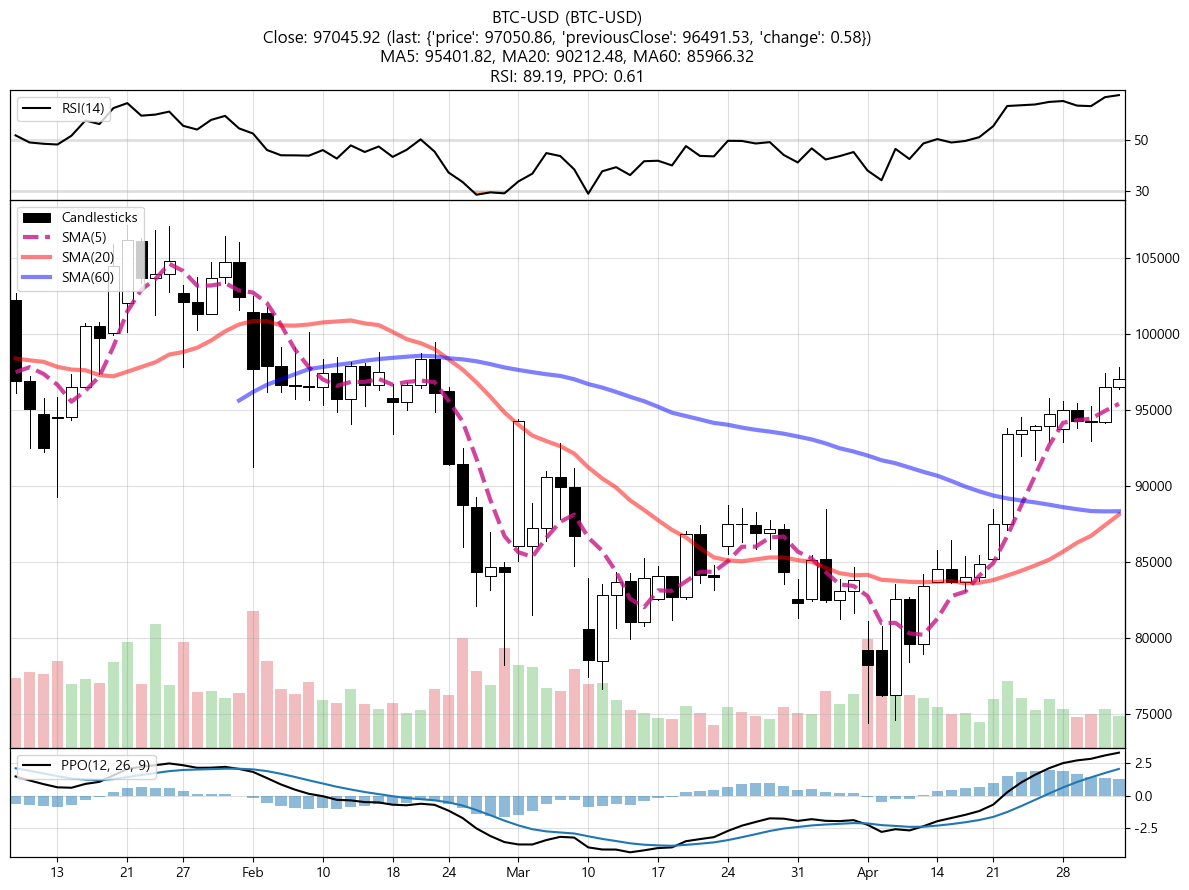 BTC-USD (BTC-USD)
Close: 97045.92 (last: {'price': 97050.86, 'previousClose': 96491.53, 'change': 0.58})
MA5: 95401.82, MA20: 90212.48, MA60: 85966.32
RSI: 89.19, PPO: 0.61
RSI(14)
50
30
Candlesticks
SMA(5)
SMA(20)
SMA(60)
105000
100000
95000
90000
85000
80000
75000
PPO(12, 26, 9)
2.5
0.0
-2.5
13 21 27 Feb 10 18 24 Mar 10 17 24 31 Apr 14 21 28